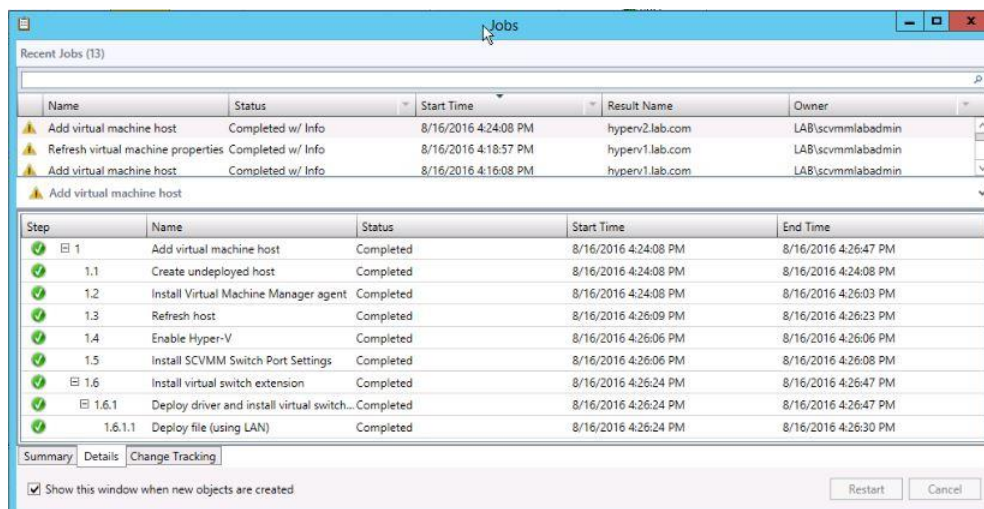 Jobs
Recent Jobs (13)
Name Status Start Time Result Name Owner
Add virtual machine host Completed w/ Info 8/16/2016 4:24:08 PM hyperv2.lab.com LAB\scvmmlabadmin
Refresh virtual machine properties Completed w/ Info 8/16/2016 4:18:57 PM hyperv1.lab.com LAB\scvmmlabadmin
Add virtual machine host Completed w/ Info 8/16/2016 4:16:08 PM hyperv1.lab.com LAB\scvmmlabadmin
Add virtual machine host
Step Name Status Start Time End Time
1 Add virtual machine host Completed 8/16/2016 4:24:08 PM 8/16/2016 4:26:47 PM
1.1 Create undeployed host Completed 8/16/2016 4:24:08 PM 8/16/2016 4:24:08 PM
1.2 Install Virtual Machine Manager agent Completed 8/16/2016 4:24:08 PM 8/16/2016 4:26:03 PM
1.3 Refresh host Completed 8/16/2016 4:26:09 PM 8/16/2016 4:26:23 PM
1.4 Enable Hyper-V Completed 8/16/2016 4:26:06 PM 8/16/2016 4:26:06 PM
1.5 Install SCVMM Switch Port Settings Completed 8/16/2016 4:26:06 PM 8/16/2016 4:26:08 PM
1.6 Install virtual switch extension Completed 8/16/2016 4:26:24 PM 8/16/2016 4:26:47 PM
1.6.1 Deploy driver and install virtual switch... Completed 8/16/2016 4:26:24 PM 8/16/2016 4:26:47 PM
1.6.1.1 Deploy file (using LAN) Completed 8/16/2016 4:26:24 PM 8/16/2016 4:26:30 PM
Summary Details Change Tracking
Show this window when new objects are created Restart Cancel